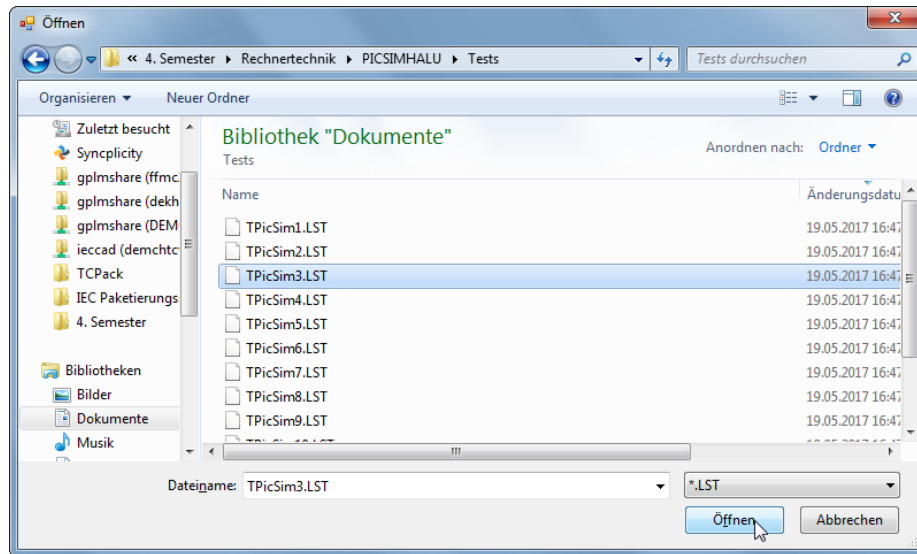 Öffnen
« 4. Semester ▸ Rechnertechnik ▸ PICSIMHALU ▸ Tests
Tests durchsuchen
Organisieren
Neuer Ordner
Zuletzt besucht
Syncplicity
gplmshare (ffmc.
gplmshare (dekh
gplmshare (DEM
ieccad (demchtc
TCPack
IEC Paketierungs
4. Semester
Bibliotheken
Bilder
Dokumente
Musik
Bibliothek "Dokumente"
Tests
Anordnen nach: Ordner
Name Änderungsdatu
TPicSim1.LST 19.05.2017 16:47
TPicSim2.LST 19.05.2017 16:47
TPicSim3.LST 19.05.2017 16:47
TPicSim4.LST 19.05.2017 16:47
TPicSim5.LST 19.05.2017 16:47
TPicSim6.LST 19.05.2017 16:47
TPicSim7.LST 19.05.2017 16:47
TPicSim8.LST 19.05.2017 16:47
TPicSim9.LST 19.05.2017 16:47
Dateiname: TPicSim3.LST
*.LST
Öffnen
Abbrechen